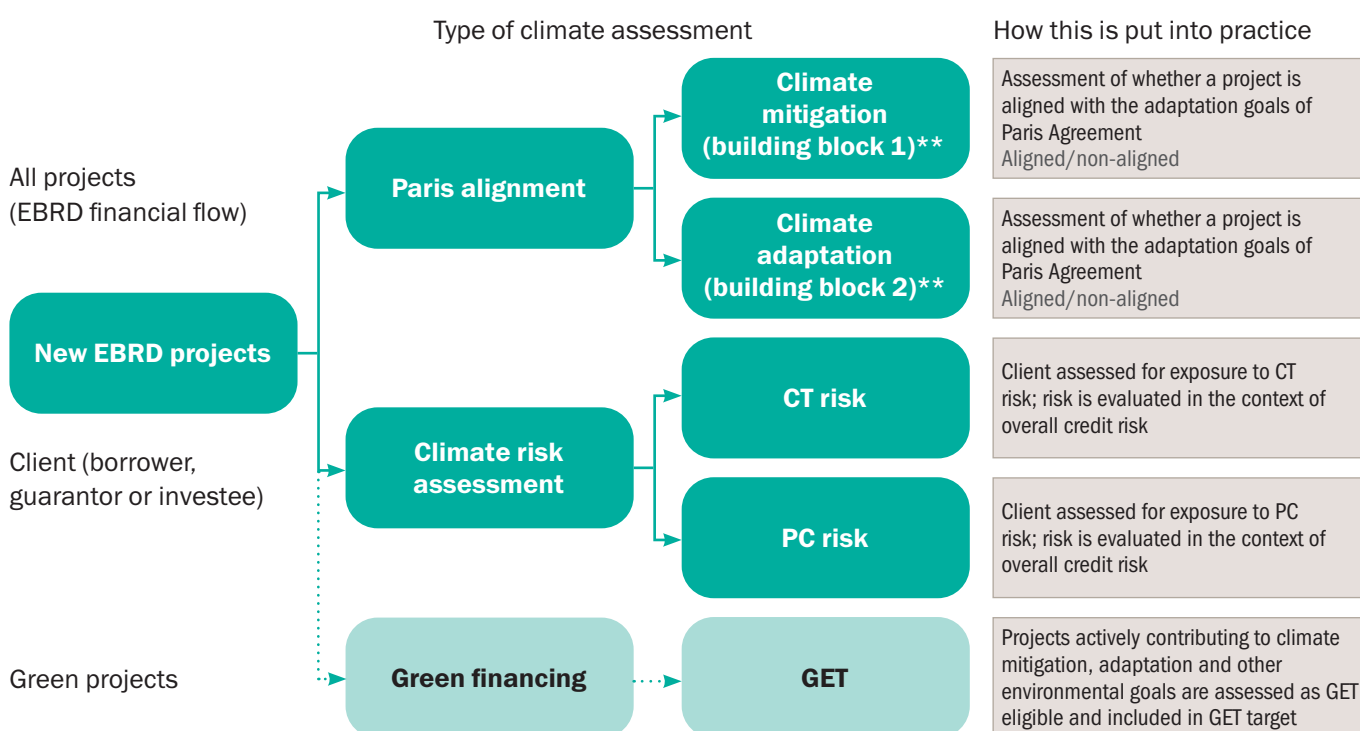 Type of climate assessment
How this is put into practice
All projects
(EBRD financial flow)
New EBRD projects
Client (borrower,
guarantor or investee)
Green projects
Paris alignment
Climate risk
assessment
Green financing
Climate
mitigation
(building block 1)**
Climate
adaptation
(building block 2)**
CT risk
PC risk
GET
Assessment of whether a project is
aligned with the adaptation goals of
Paris Agreement
Aligned/non-aligned
Assessment of whether a project is
aligned with the adaptation goals of
Paris Agreement
Aligned/non-aligned
Client assessed for exposure to CT
risk; risk is evaluated in the context of
overall credit risk
Client assessed for exposure to PC
risk; risk is evaluated in the context of
overall credit risk
Projects actively contributing to climate
mitigation, adaptation and other
environmental goals are assessed as GET
eligible and included in GET target